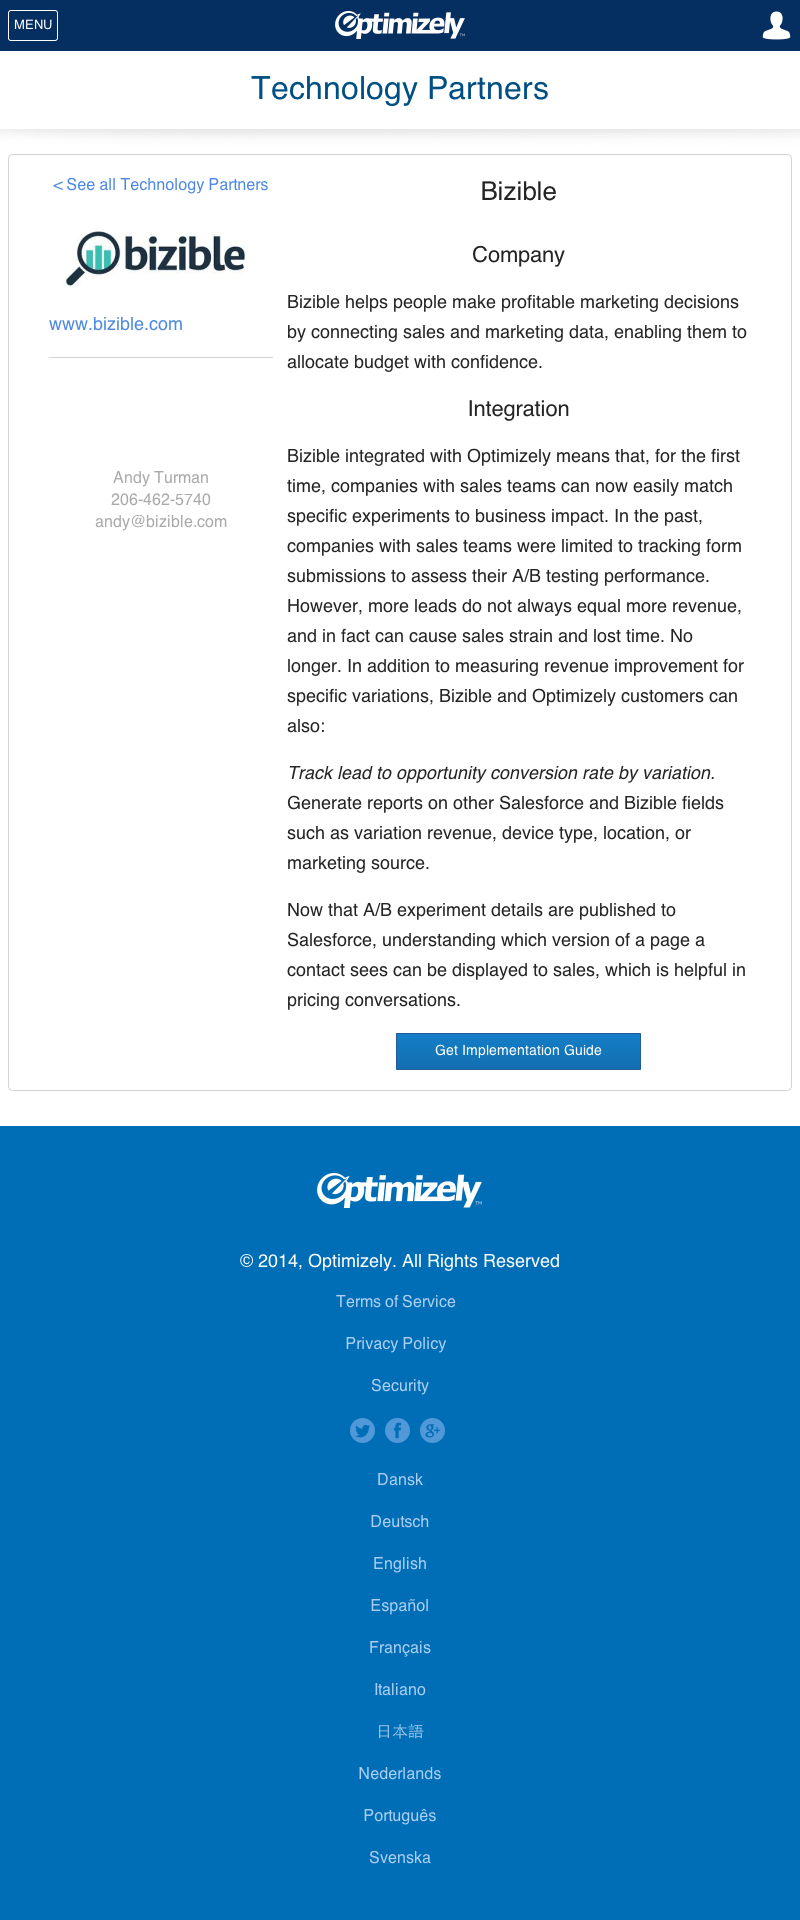 MENU
Optimizely
Technology Partners
< See all Technology Partners
bizible
www.bizible.com
Andy Turman
206-462-5740
andy@bizible.com
Bizible
Company
Bizible helps people make profitable marketing decisions
by connecting sales and marketing data, enabling them to
allocate budget with confidence.
Integration
Bizible integrated with Optimizely means that, for the first
time, companies with sales teams can now easily match
specific experiments to business impact. In the past,
companies with sales teams were limited to tracking form
submissions to assess their A/B testing performance.
However, more leads do not always equal more revenue,
and in fact can cause sales strain and lost time. No
longer. In addition to measuring revenue improvement for
specific variations, Bizible and Optimizely customers can
also:
Track lead to opportunity conversion rate by variation.
Generate reports on other Salesforce and Bizible fields
such as variation revenue, device type, location, or
marketing source.
Now that A/B experiment details are published to
Salesforce, understanding which version of a page a
contact sees can be displayed to sales, which is helpful in
pricing conversations.
Get Implementation Guide
Optimizely
© 2014, Optimizely. All Rights Reserved
Terms of Service
Privacy Policy
Security
Dansk
Deutsch
English
Español
Français
Italiano
日本語
Nederlands
Português
Svenska